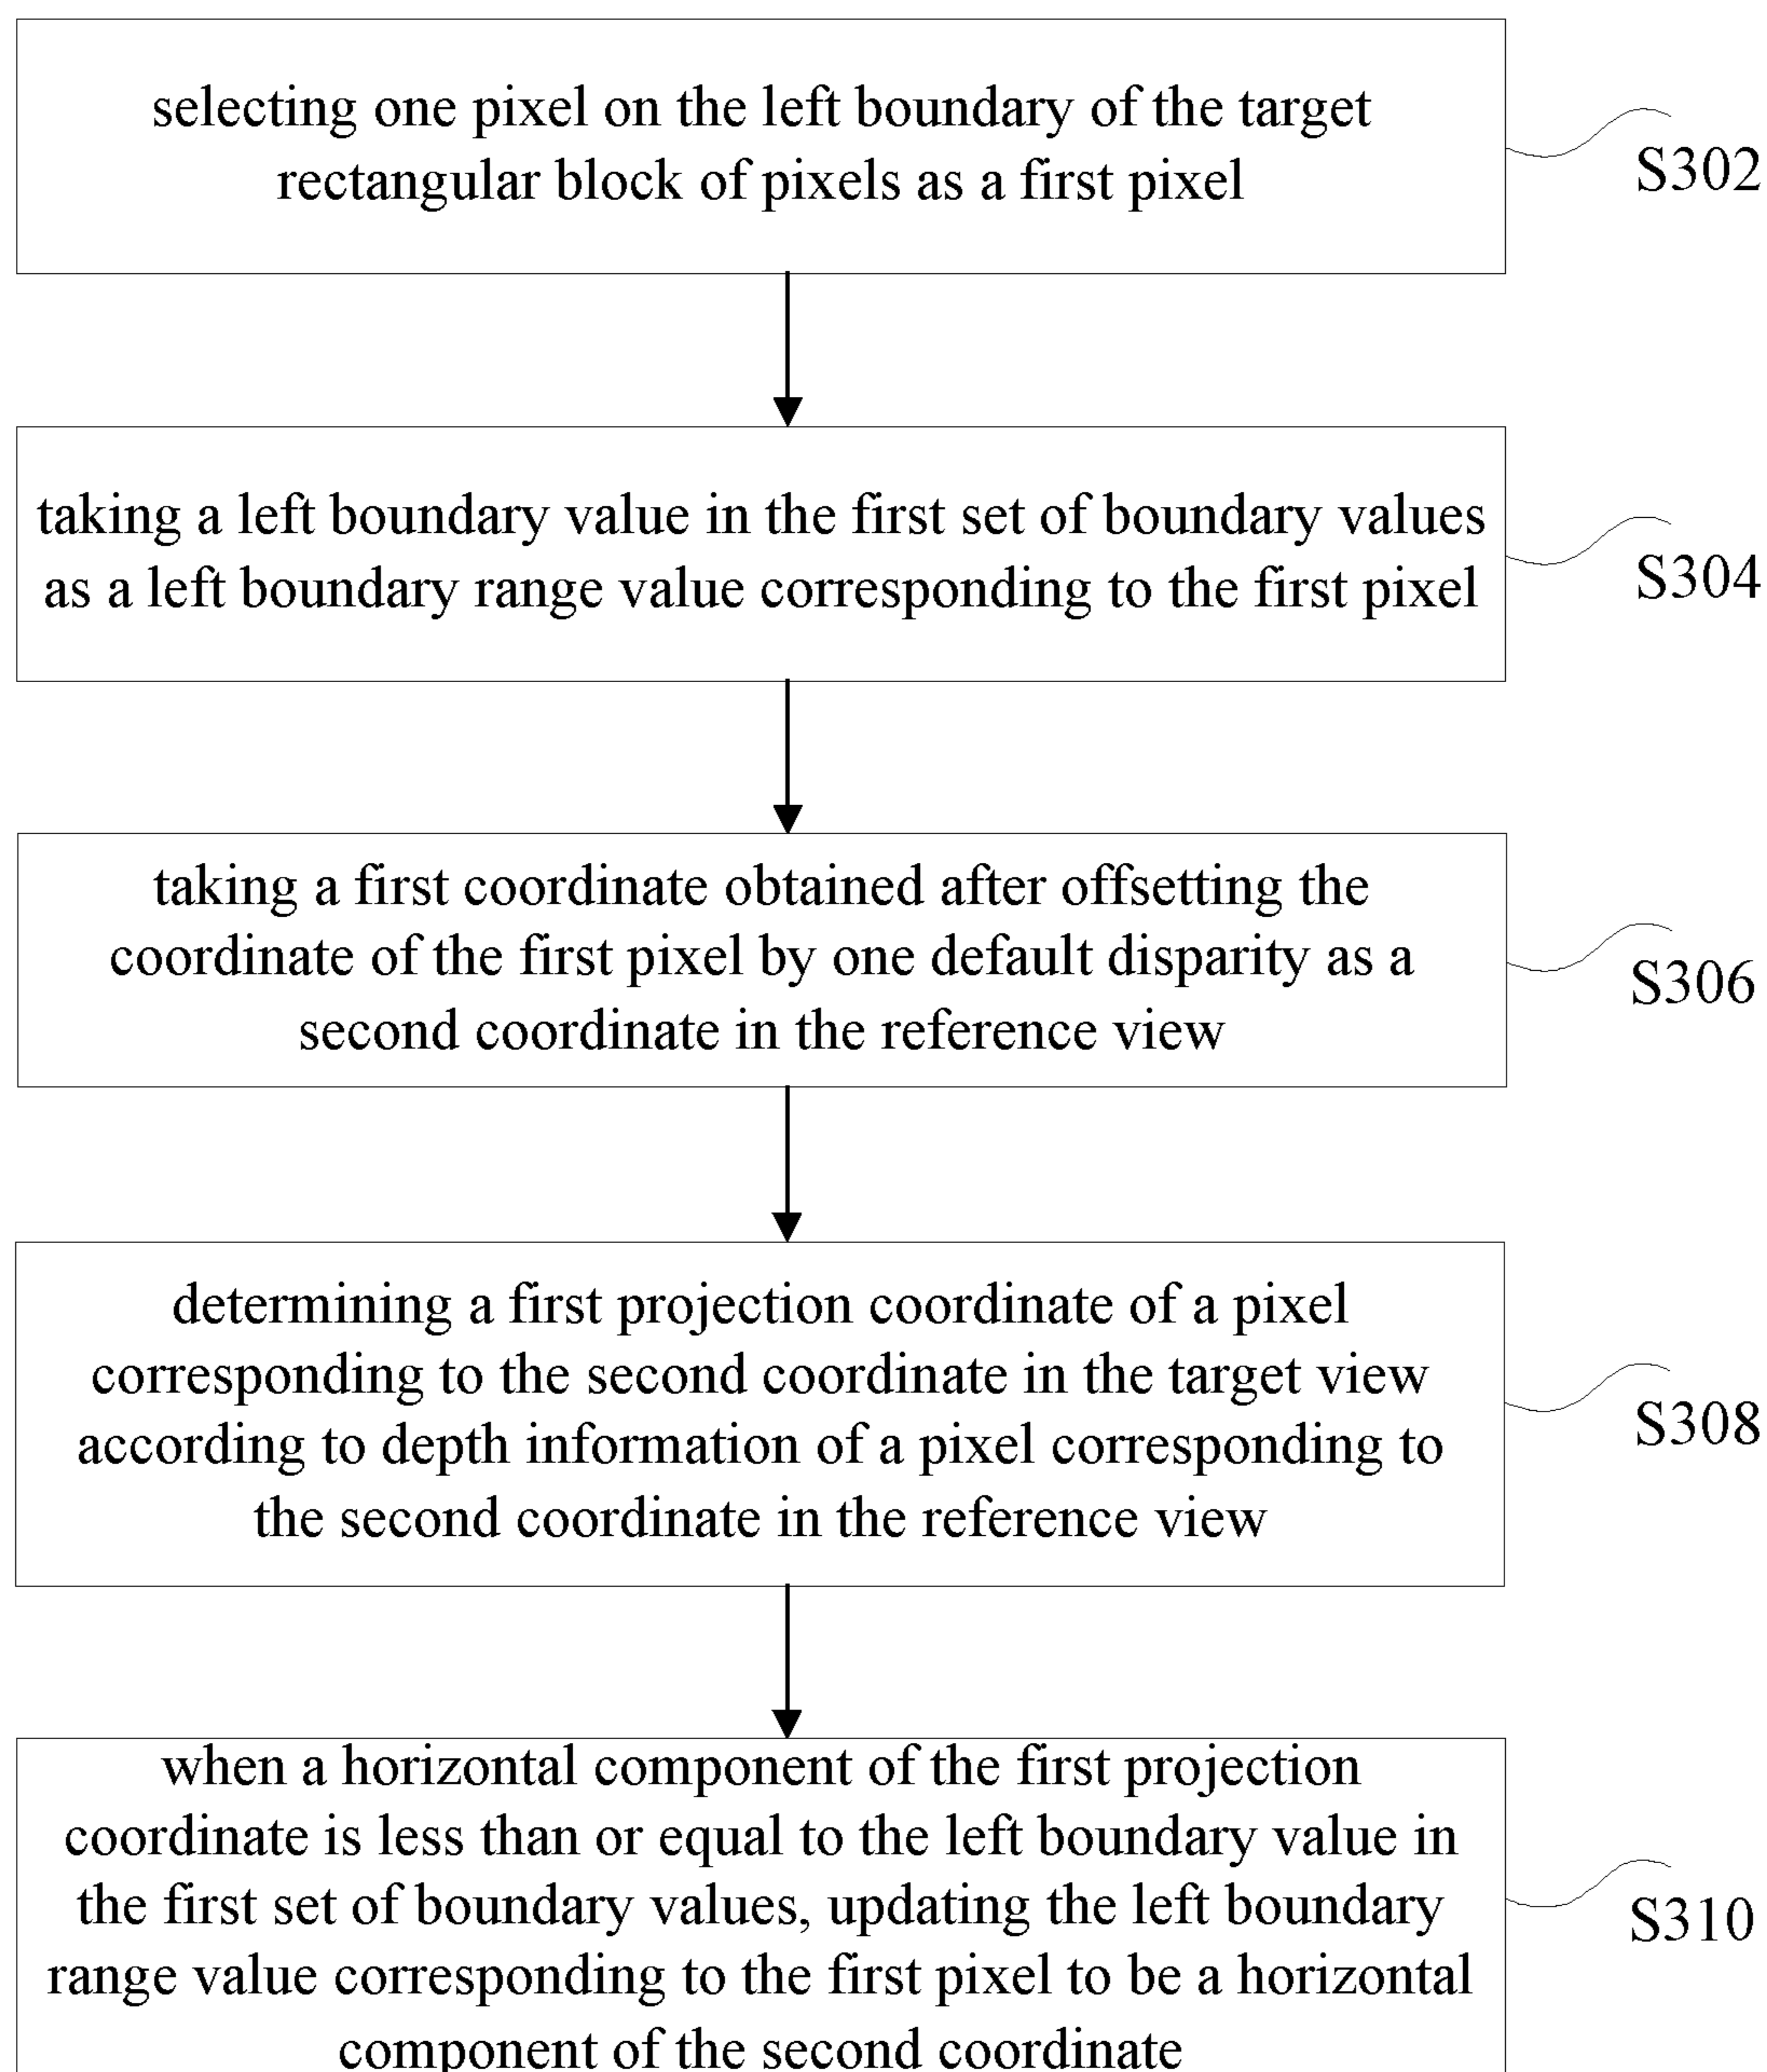 selecting one pixel on the left boundary of the target
rectangular block of pixels as a first pixel
S302
taking a left boundary value in the first set of boundary values
as a left boundary range value corresponding to the first pixel
S304
taking a first coordinate obtained after offsetting the
coordinate of the first pixel by one default disparity as a
second coordinate in the reference view
S306
determining a first projection coordinate of a pixel
corresponding to the second coordinate in the target view
according to depth information of a pixel corresponding to
the second coordinate in the reference view
S308
when a horizontal component of the first projection
coordinate is less than or equal to the left boundary value in
the first set of boundary values, updating the left boundary
range value corresponding to the first pixel to be a horizontal
component of the second coordinate
S310